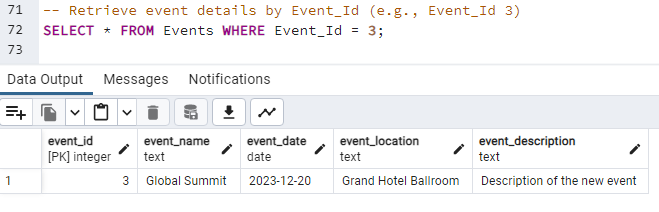 71 -- Retrieve event details by Event_Id (e.g., Event_Id 3)
72 SELECT * FROM Events WHERE Event_Id = 3;
73
Data Output Messages Notifications
event_id event_name event_date event_location event_description
[PK] integer text date text text
1 3 Global Summit 2023-12-20 Grand Hotel Ballroom Description of the new event